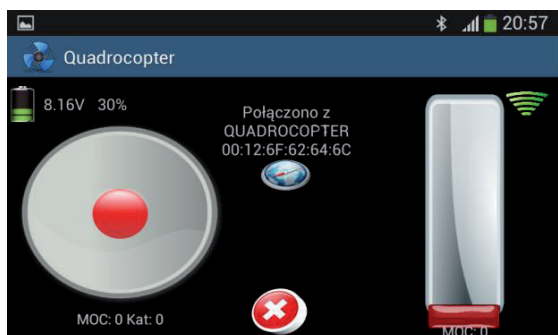 20:57
Quadrocopter
8.16V 30%
Połączono z
QUADROCOPTER
00:12:6F:62:64:6C
MOC: 0 Kat: 0
MOC: 0